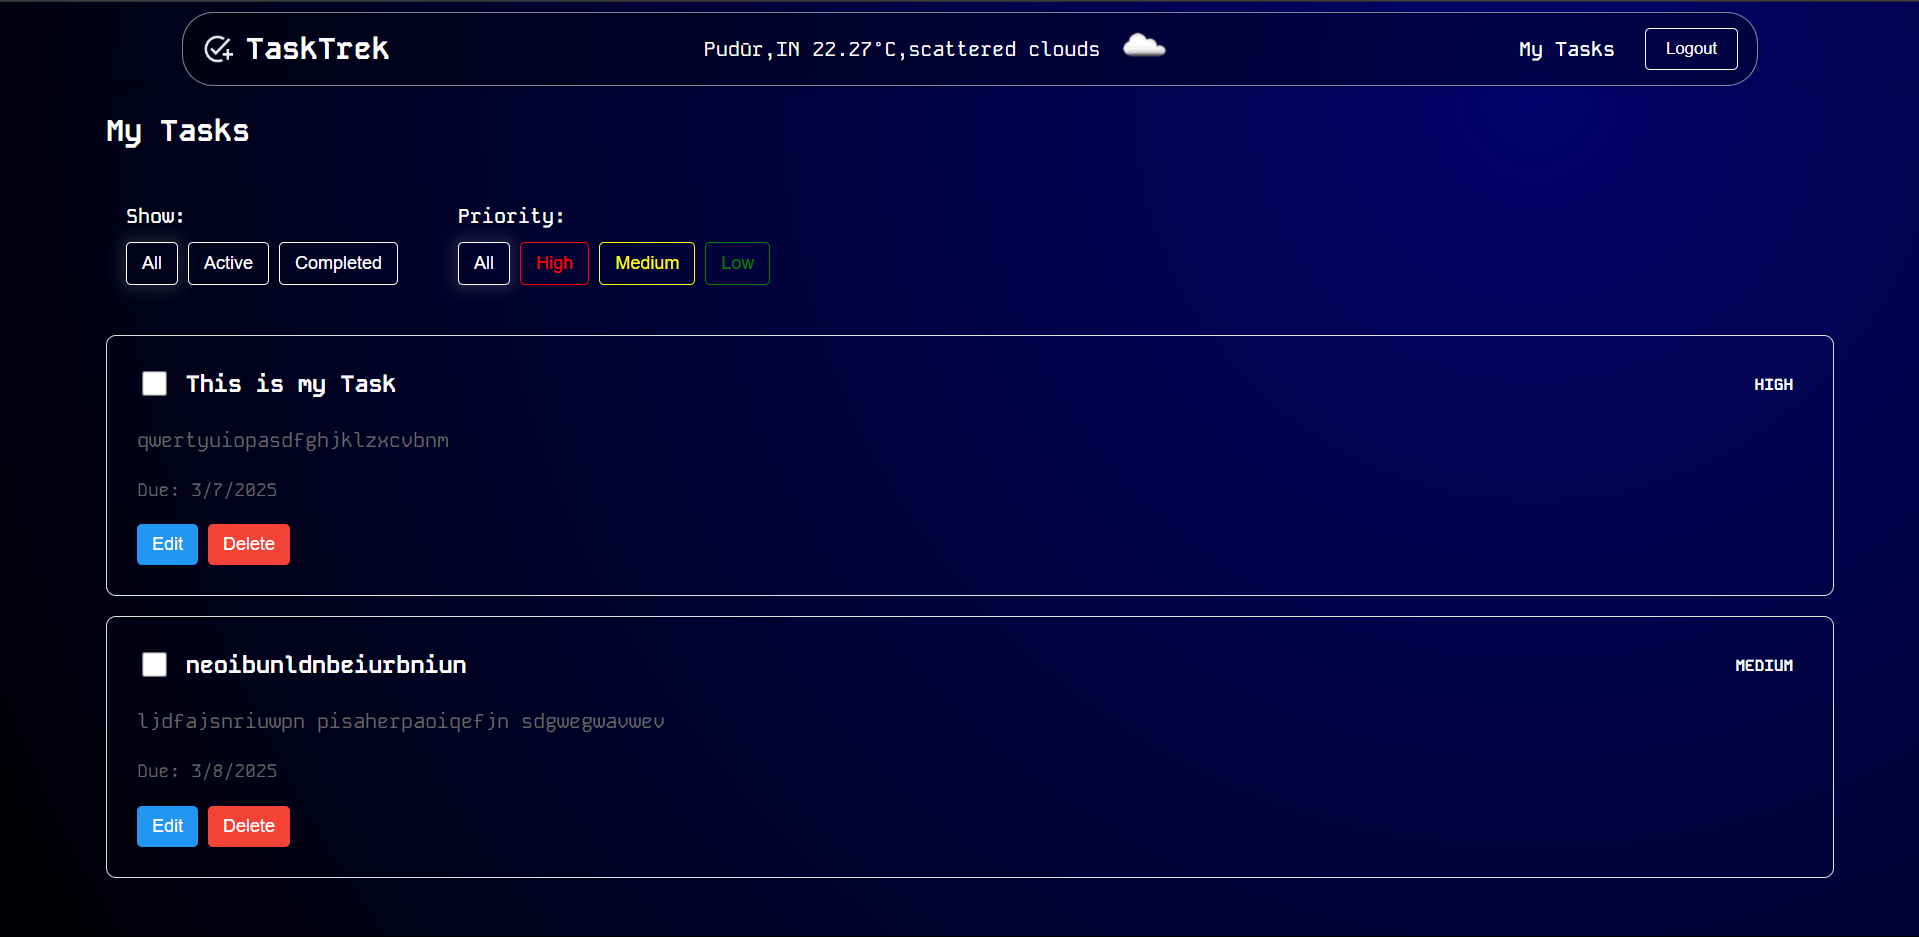 TaskTrek
Pudūr,IN 22.27°C,scattered clouds
My Tasks
Logout
My Tasks
Show:
Priority:
All Active Completed
All High Medium Low
This is my Task
HIGH
qwertyuiopasdfghjklzxcvbnm
Due: 3/7/2025
Edit Delete
neoibunldnbeiurbniun
MEDIUM
ljdfajsnriuwpn pisaherpaoiqefjn sdgwegwavwev
Due: 3/8/2025
Edit Delete